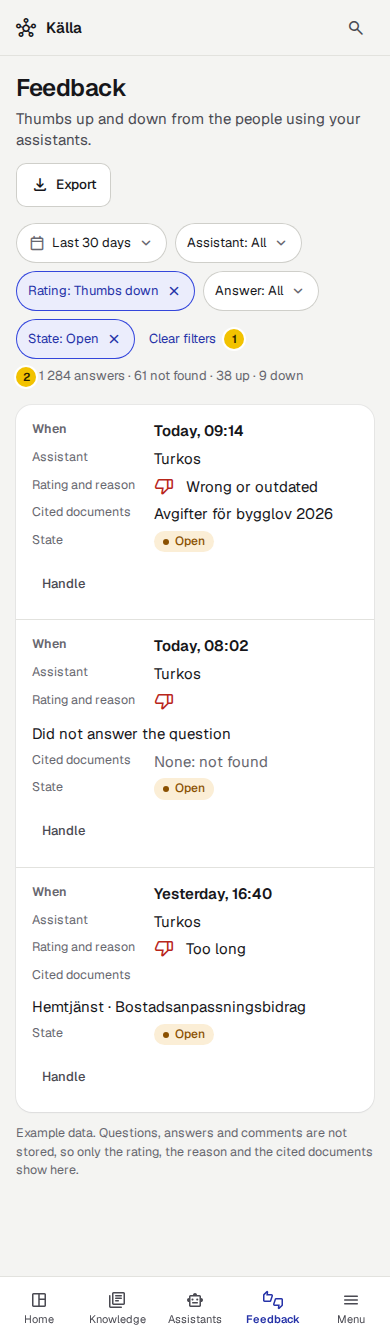 Källa
Feedback
Thumbs up and down from the people using your
assistants.
Export
Last 30 days
Assistant: All
Rating: Thumbs down
Answer: All
State: Open
Clear filters
1
2
1 284 answers · 61 not found · 38 up · 9 down
When Today, 09:14
Assistant Turkos
Rating and reason Wrong or outdated
Cited documents Avgifter för bygglov 2026
State Open
Handle
When Today, 08:02
Assistant Turkos
Rating and reason
Did not answer the question
Cited documents None: not found
State Open
Handle
When Yesterday, 16:40
Assistant Turkos
Rating and reason Too long
Cited documents
Hemtjänst · Bostadsanpassningsbidrag
State Open
Handle
Example data. Questions, answers and comments are not
stored, so only the rating, the reason and the cited documents
show here.
Home Knowledge Assistants Feedback Menu